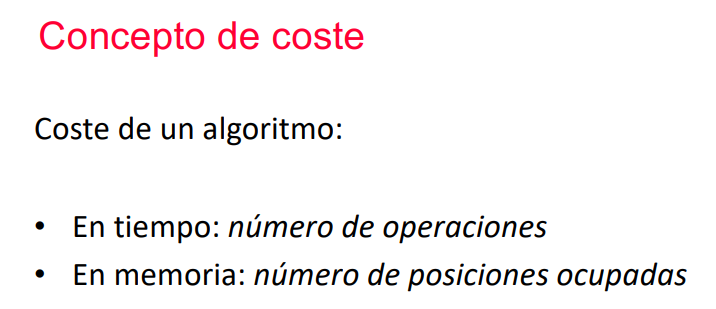 Concepto de coste
Coste de un algoritmo:
• En tiempo: número de operaciones
• En memoria: número de posiciones ocupadas